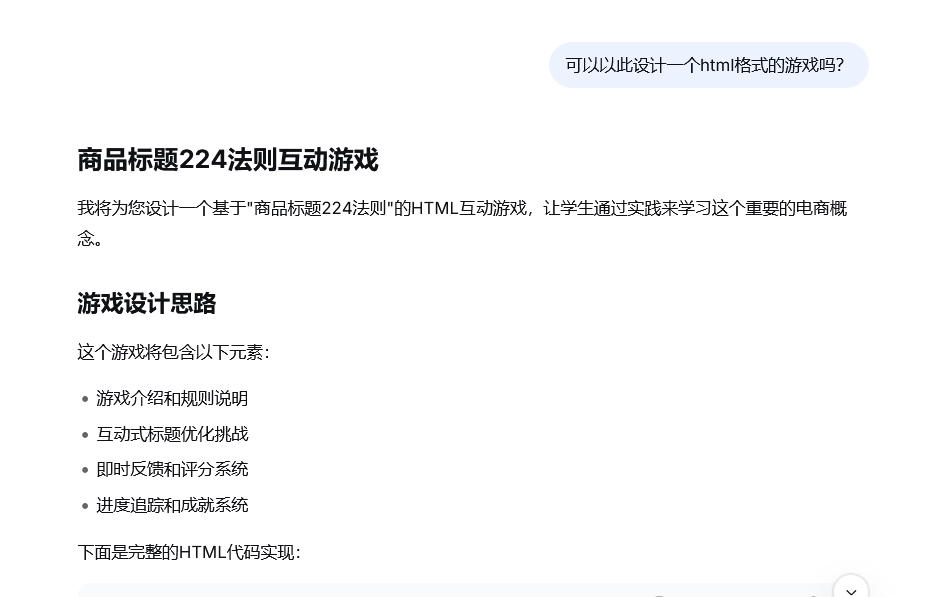 可以以此设计一个html格式的游戏吗？
商品标题224法则互动游戏
我将为您设计一个基于"商品标题224法则"的HTML互动游戏，让学生通过实践来学习这个重要的电商概
念。
游戏设计思路
这个游戏将包含以下元素：
• 游戏介绍和规则说明
• 互动式标题优化挑战
• 即时反馈和评分系统
• 进度追踪和成就系统
下面是完整的HTML代码实现：